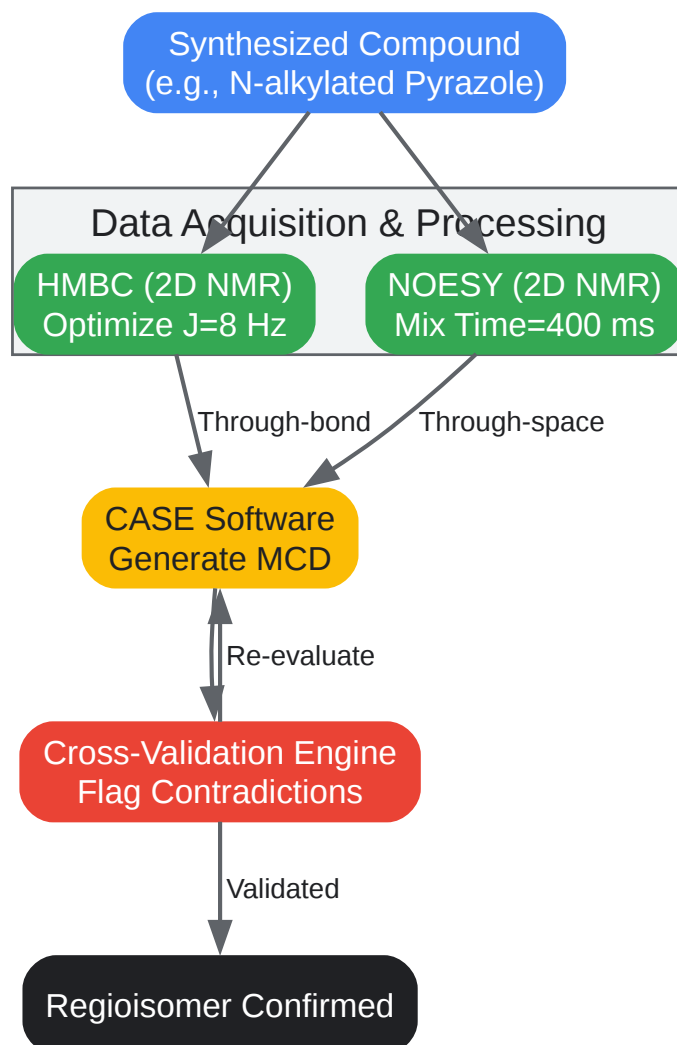 Synthesized Compound
(e.g., N-alkylated Pyrazole)
Data Acquisition & Processing
HMBC (2D NMR)
Optimize J=8 Hz
NOESY (2D NMR)
Mix Time=400 ms
Through-bond
Through-space
CASE Software
Generate MCD
Re-evaluate
Cross-Validation Engine
Flag Contradictions
Validated
Regioisomer Confirmed